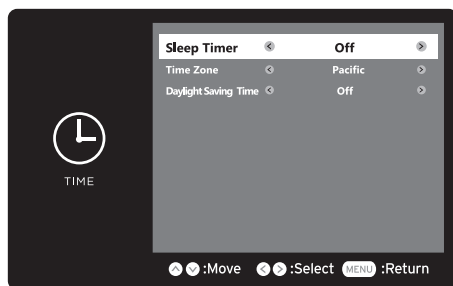 Sleep Timer Off
Time Zone Pacific
Daylight Saving Time Off
TIME
:Move :Select MENU :Return